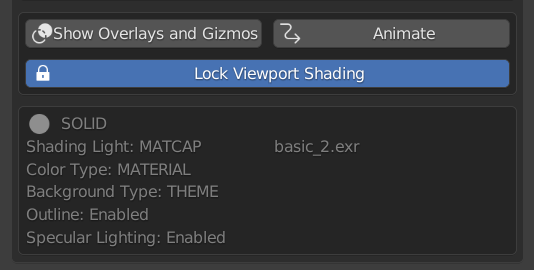 Show Overlays and Gizmos
Animate
Lock Viewport Shading
SOLID
Shading Light: MATCAP
basic_2.exr
Color Type: MATERIAL
Background Type: THEME
Outline: Enabled
Specular Lighting: Enabled